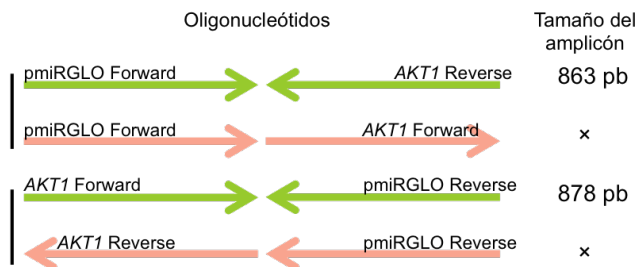 Oligonucleótidos
Tamaño del
amplicón
pmiRGLO Forward AKT1 Reverse 863 pb
pmiRGLO Forward AKT1 Forward ×
AKT1 Forward pmiRGLO Reverse 878 pb
AKT1 Reverse pmiRGLO Reverse ×